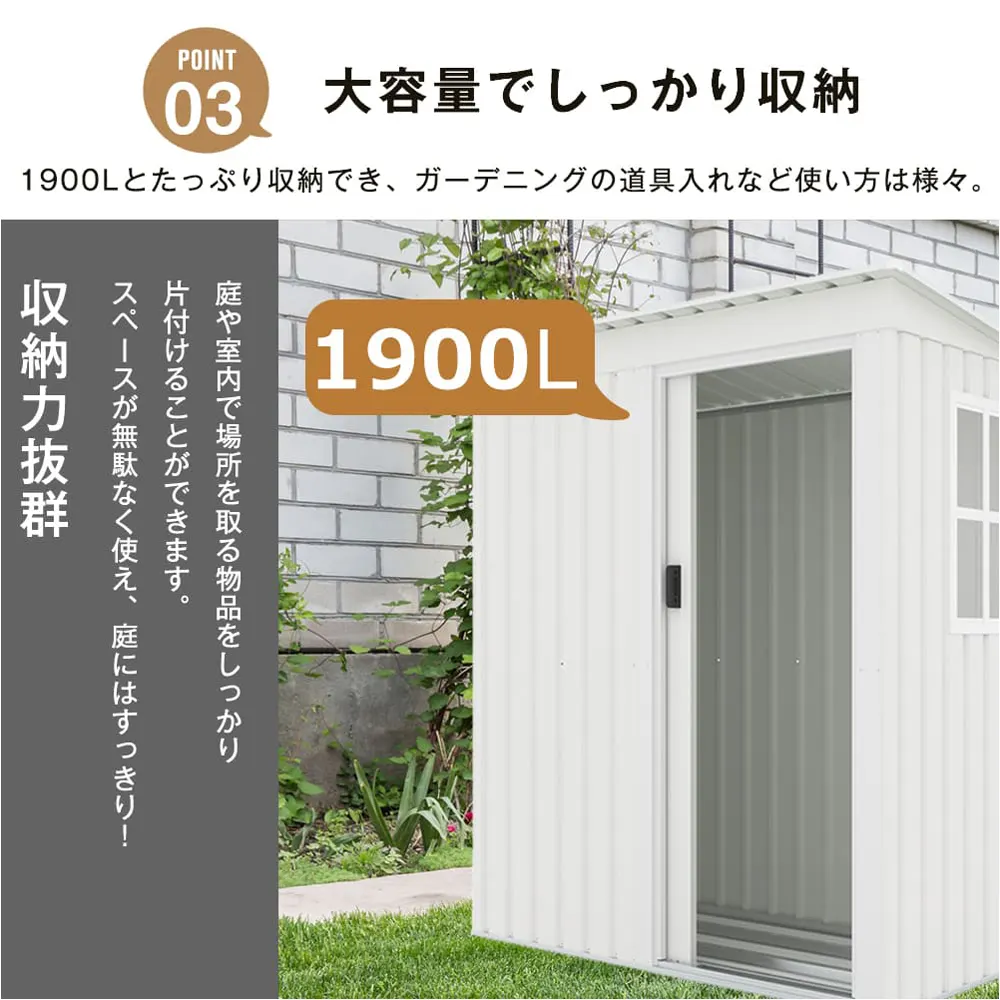 POINT
03
大容量でしっかり収納
1900Lとたっぷり収納でき、ガーデニングの道具入れなど使い方は様々。
収納力抜群
庭や室内で場所を取る物品をしっかり
片付けることができます。
スペースが無駄なく使え、庭にはすっきり！
1900L